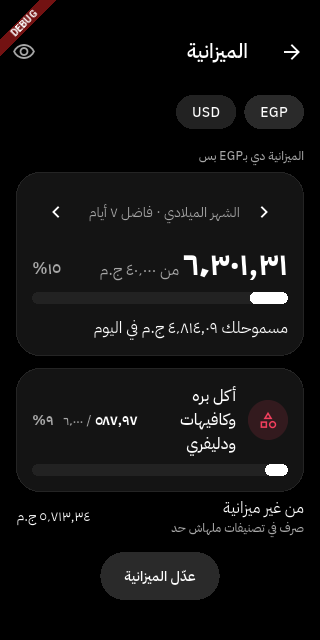 DEBUG
الميزانية
EGP
USD
الميزانية دي بـEGP بس
الشهر الميلادي · فاضل ٧ أيام
٦,٣٠١,٣١ من ٤٠,٠٠٠ ج.م
%١٥
مسموحلك ٤,٨١٤,٠٩ ج.م في اليوم
أكل بره
وكافيهات
ودليفري
٥٨٧,٩٧ / ٦,٠٠٠
%٩
من غير ميزانية
٥,٧١٣,٣٤ ج.م
صرف في تصنيفات ملهاش حد
عدّل الميزانية